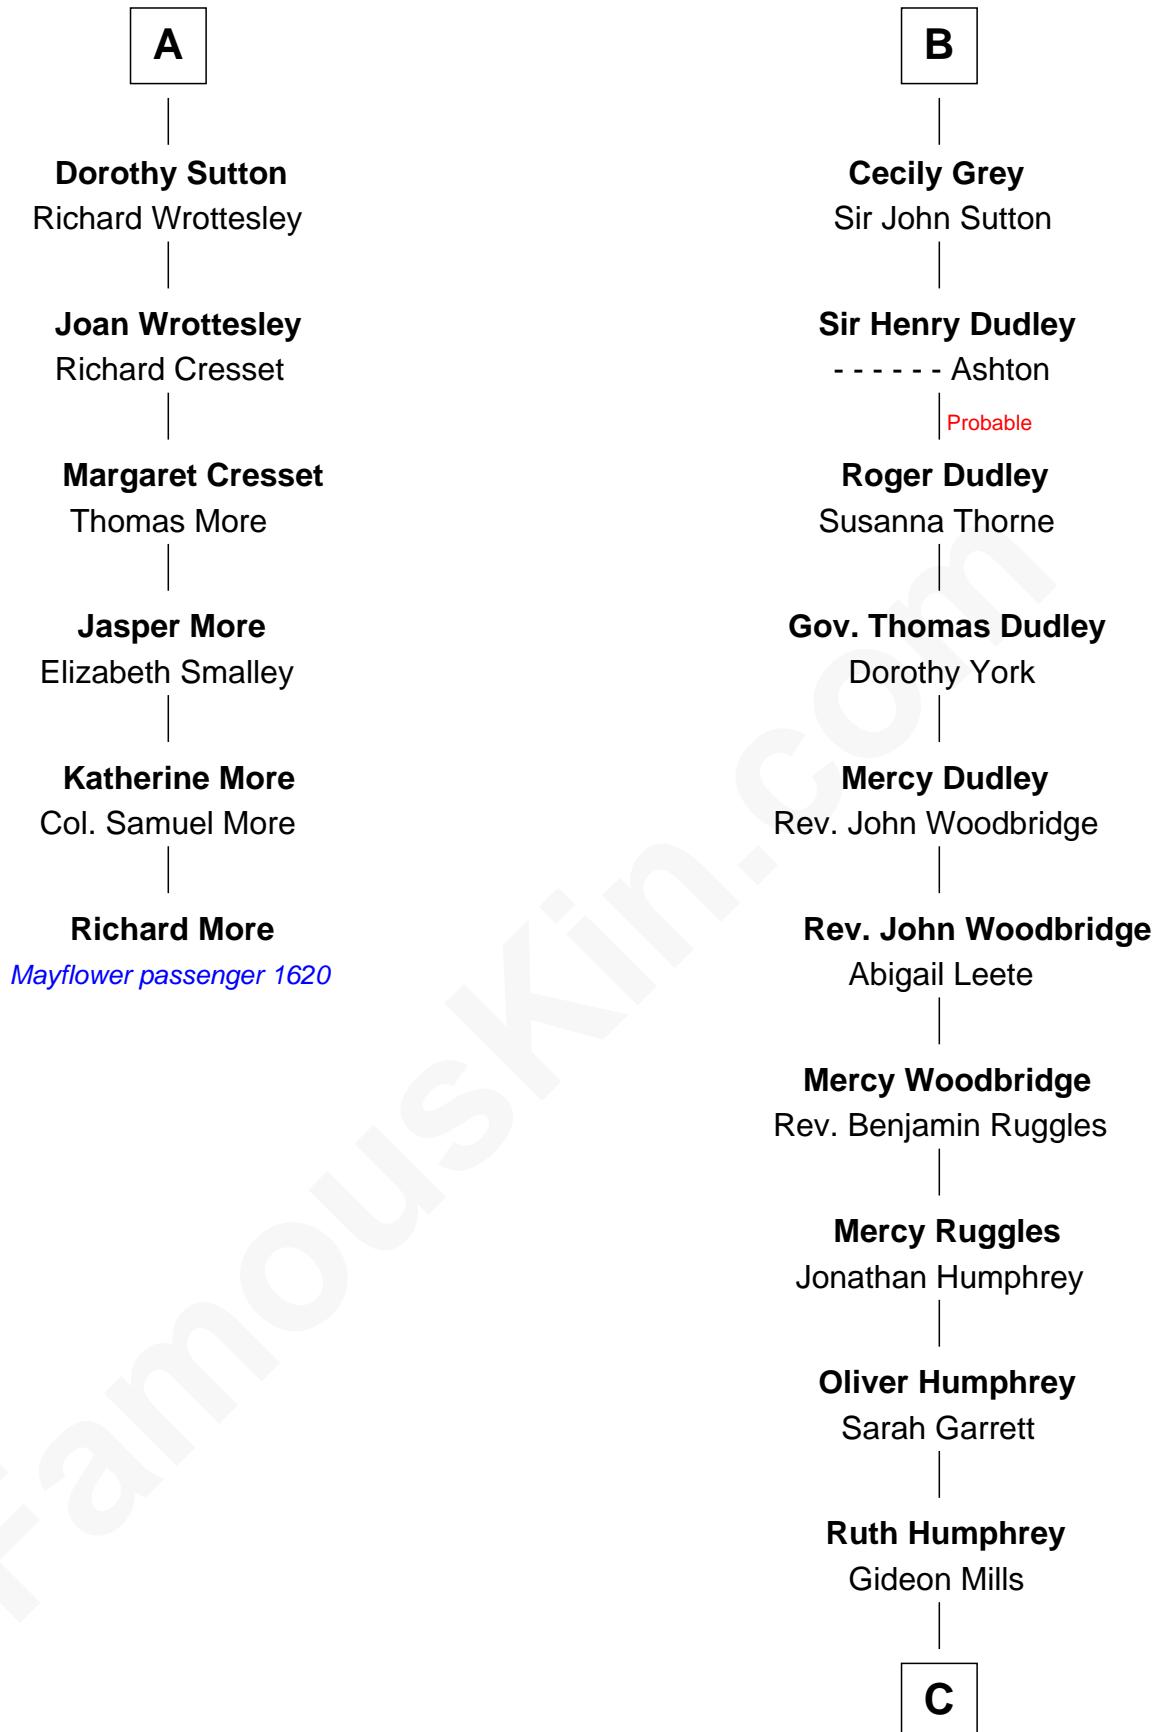 A
Dorothy Sutton
Richard Wrottesley
Joan Wrottesley
Richard Cresset
Margaret Cresset
Thomas More
Jasper More
Elizabeth Smalley
Katherine More
Col. Samuel More
Richard More
Mayflower passenger 1620
B
Cecily Grey
Sir John Sutton
Sir Henry Dudley
- - - - - - Ashton
Probable
Roger Dudley
Susanna Thorne
Gov. Thomas Dudley
Dorothy York
Mercy Dudley
Rev. John Woodbridge
Rev. John Woodbridge
Abigail Leete
Mercy Woodbridge
Rev. Benjamin Ruggles
Mercy Ruggles
Jonathan Humphrey
Oliver Humphrey
Sarah Garrett
Ruth Humphrey
Gideon Mills
C
FamousKin.com